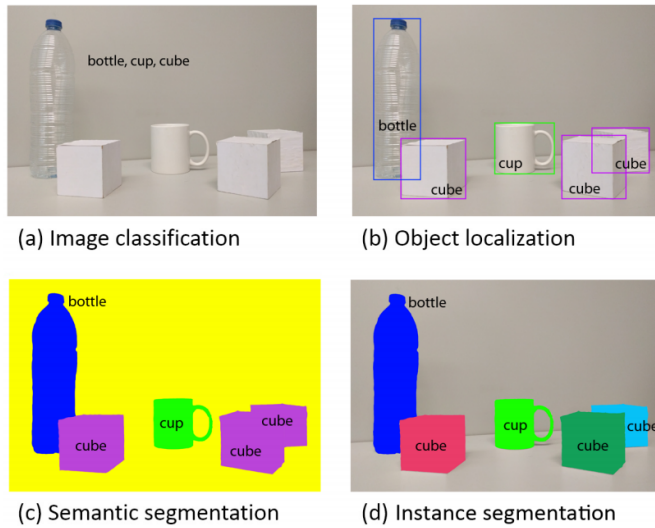 bottle, cup, cube
bottle
cup
cube
cube
cube
(a) Image classification
(b) Object localization
bottle
cube
cup
cube
cube
bottle
cube
cup
cube
cube
(c) Semantic segmentation
(d) Instance segmentation